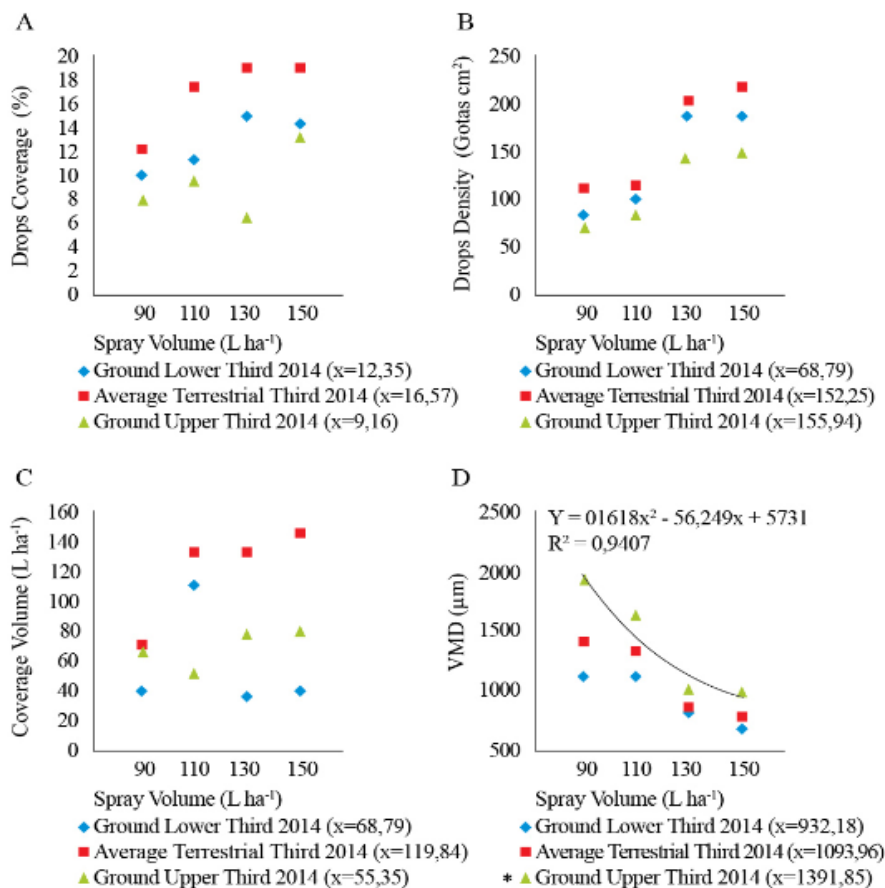 A
Drops Coverage (%)
20
18
16
14
12
10
8
6
4
2
0
90 110 130 150
Spray Volume (L ha⁻¹)
Ground Lower Third 2014 (x=12,35)
Average Terrestrial Third 2014 (x=16,57)
Ground Upper Third 2014 (x=9,16)
B
Drops Density (Gotas cm²)
250
200
150
100
50
0
90 110 130 150
Spray Volume (L ha⁻¹)
Ground Lower Third 2014 (x=68,79)
Average Terrestrial Third 2014 (x=152,25)
Ground Upper Third 2014 (x=155,94)
C
Coverage Volume (L ha⁻¹)
160
140
120
100
80
60
40
20
0
90 110 130 150
Spray Volume (L ha⁻¹)
Ground Lower Third 2014 (x=68,79)
Average Terrestrial Third 2014 (x=119,84)
Ground Upper Third 2014 (x=55,35)
D
Y = 01618x² - 56,249x + 5731
R² = 0,9407
VMD (µm)
2500
2000
1500
1000
500
90 110 130 150
Spray Volume (L ha⁻¹)
Ground Lower Third 2014 (x=932,18)
Average Terrestrial Third 2014 (x=1093,96)
* Ground Upper Third 2014 (x=1391,85)